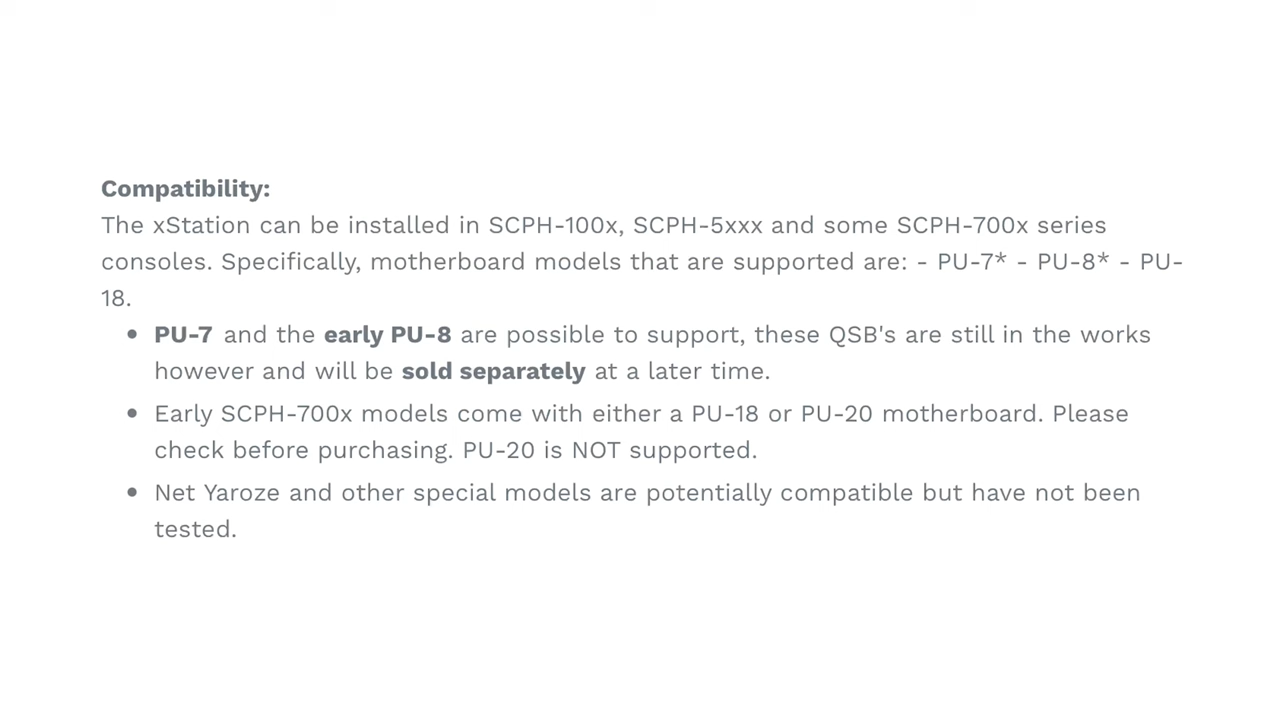 Compatibility:
The xStation can be installed in SCPH-100x, SCPH-5xxx and some SCPH-700x series
consoles. Specifically, motherboard models that are supported are: - PU-7* - PU-8* - PU-
18.
• PU-7 and the early PU-8 are possible to support, these QSB's are still in the works
however and will be sold separately at a later time.
• Early SCPH-700x models come with either a PU-18 or PU-20 motherboard. Please
check before purchasing. PU-20 is NOT supported.
• Net Yaroze and other special models are potentially compatible but have not been
tested.